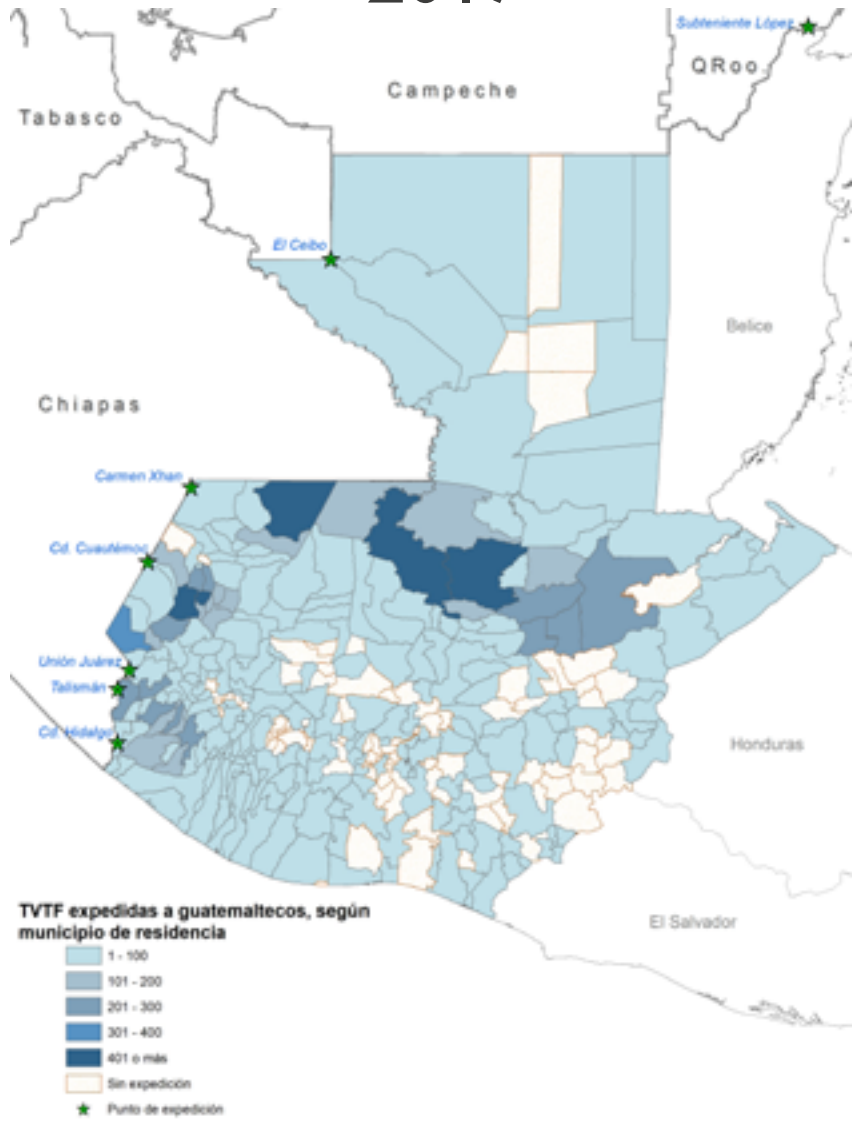 Subteniente López
QRoo
Campeche
Tabasco
El Ceibo
Belice
Chiapas
Carmen Xhan
Cd. Cuautémoc
Unión Juárez
Talismán
Cd. Hidalgo
Honduras
El Salvador
TVTF expedidas a guatemaltecos, según
municipio de residencia
1 - 100
101 - 200
201 - 300
301 - 400
401 o más
Sin expedición
Punto de expedición